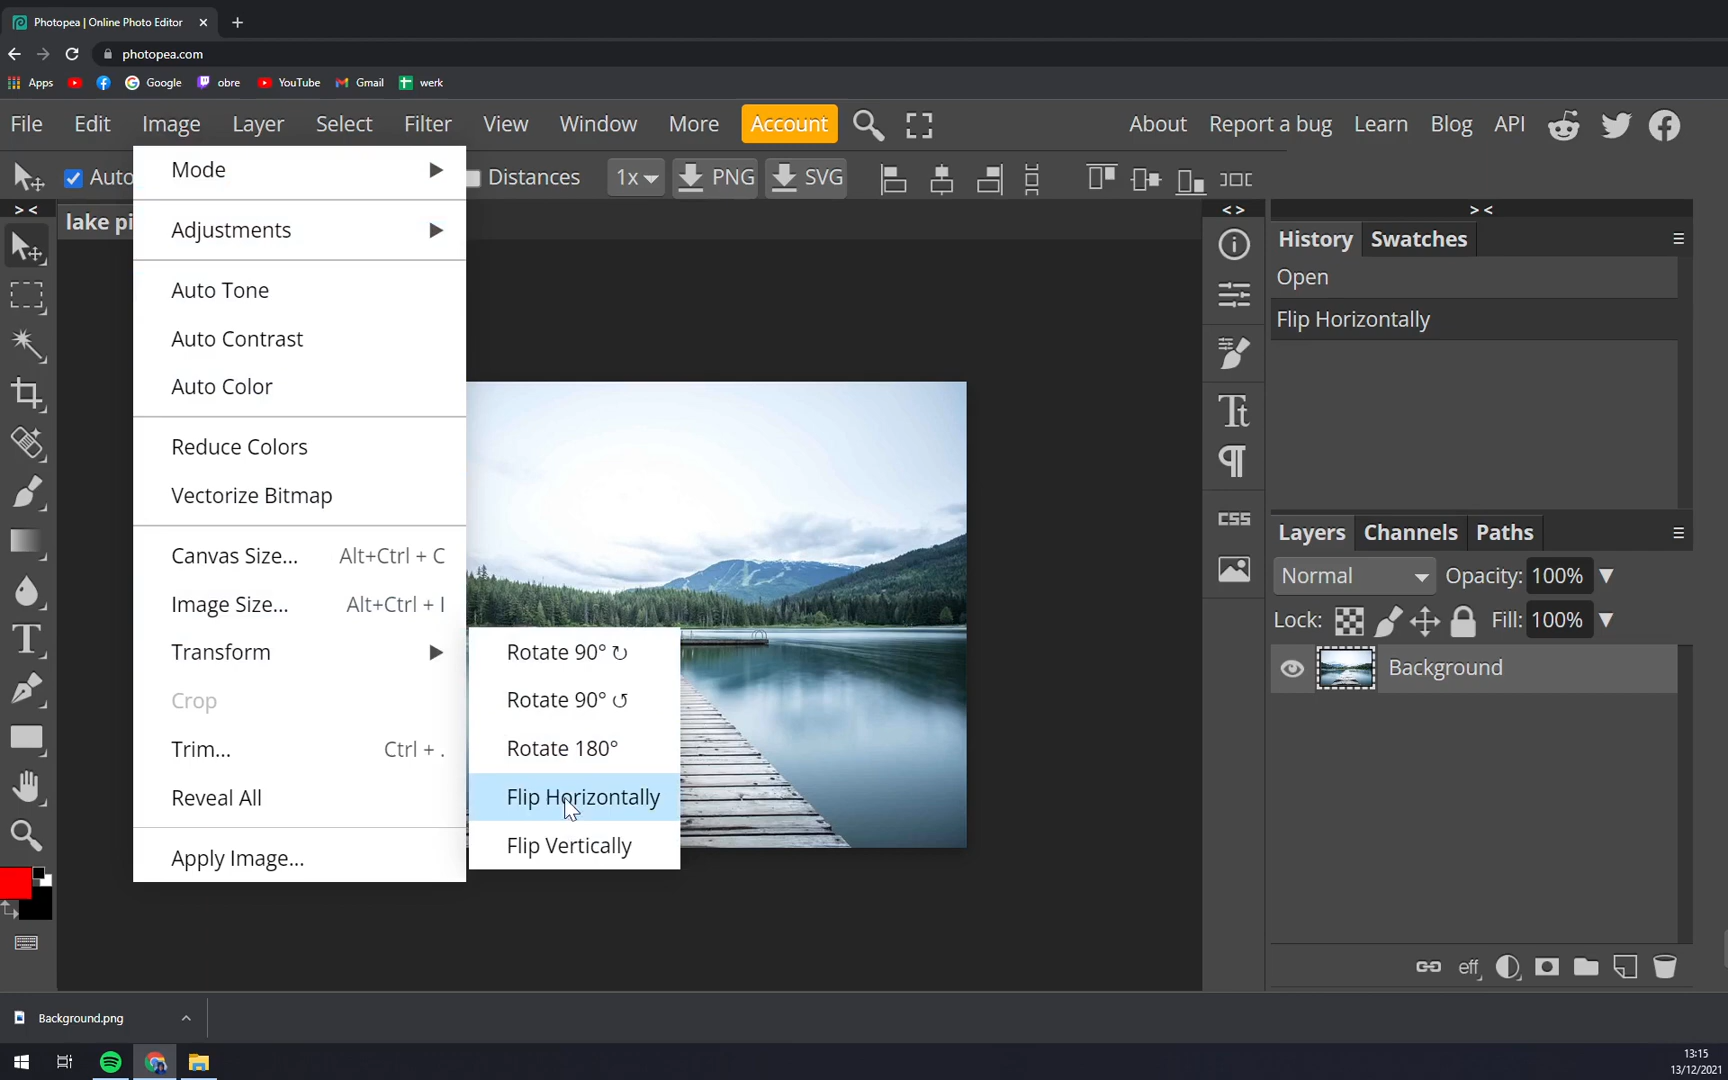 Photopea | Online Photo Editor
photopea.com
Apps Google obre YouTube Gmail werk
File Edit Image Layer Select Filter View Window More Account About Report a bug Learn Blog API
Auto Distances 1x PNG SVG
lake pi
Mode
Adjustments
Auto Tone
Auto Contrast
Auto Color
Reduce Colors
Vectorize Bitmap
Canvas Size... Alt+Ctrl + C
Image Size... Alt+Ctrl + I
Transform
Crop
Trim... Ctrl + .
Reveal All
Apply Image...
Rotate 90° ↻
Rotate 90° ↺
Rotate 180°
Flip Horizontally
Flip Vertically
> <
< >
> <
History Swatches
Open
Flip Horizontally
CSS
Layers Channels Paths
Normal Opacity: 100%
Lock: Fill: 100%
Background
eff
Background.png
13:15
13/12/2021